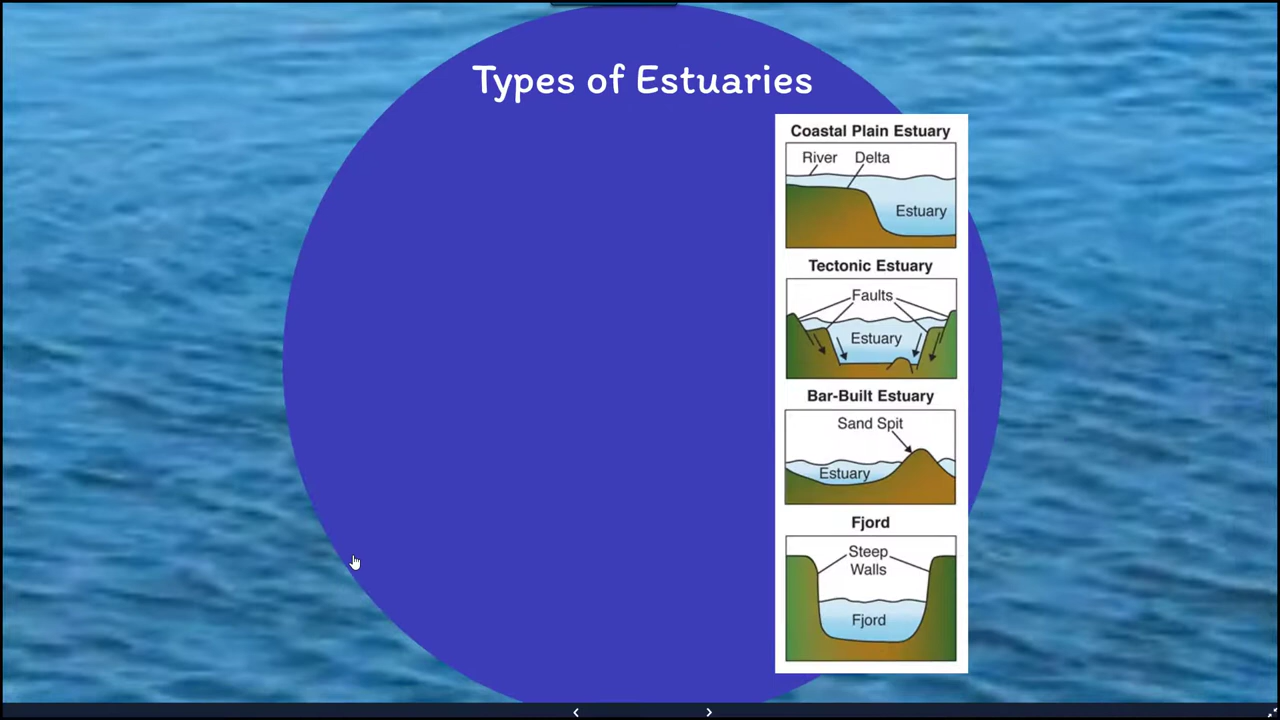 Types of Estuaries
Coastal Plain Estuary
River Delta
Estuary
Tectonic Estuary
Faults
Estuary
Bar-Built Estuary
Sand Spit
Estuary
Fjord
Steep
Walls
Fjord